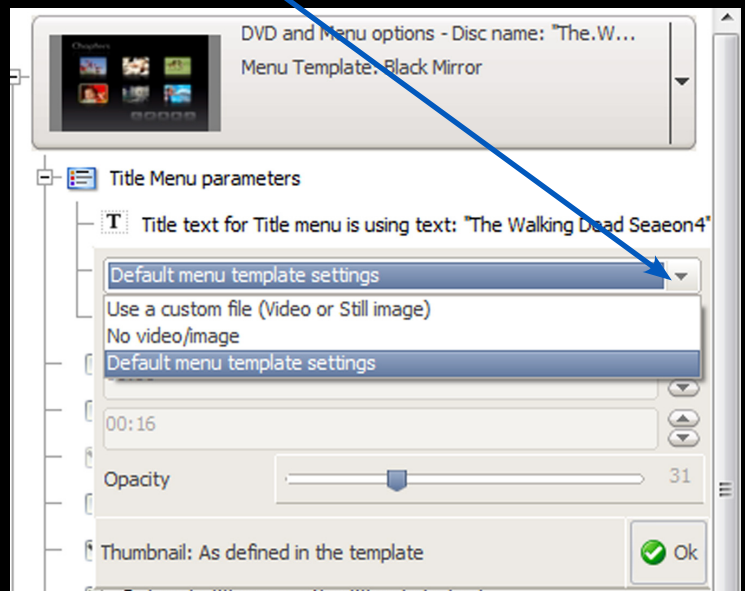 Chapters
DVD and Menu options - Disc name: "The.W...
Menu Template: Black Mirror
Title Menu parameters
T Title text for Title menu is using text: "The Walking Dead Seaeon4"
Default menu template settings
Use a custom file (Video or Still image)
No video/image
Default menu template settings
00:16
Opacity
31
Thumbnail: As defined in the template
Ok